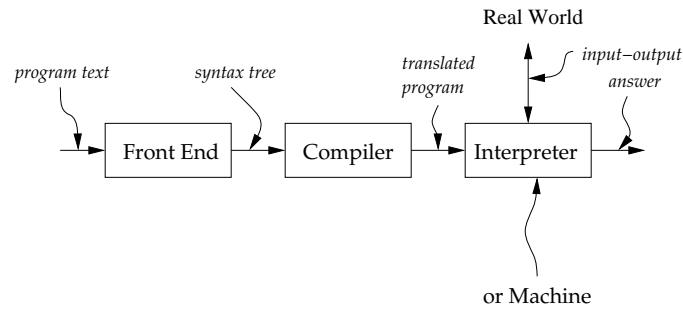 Real World
program text
syntax tree
translated
program
input–output
answer
Front End
Compiler
Interpreter
or Machine